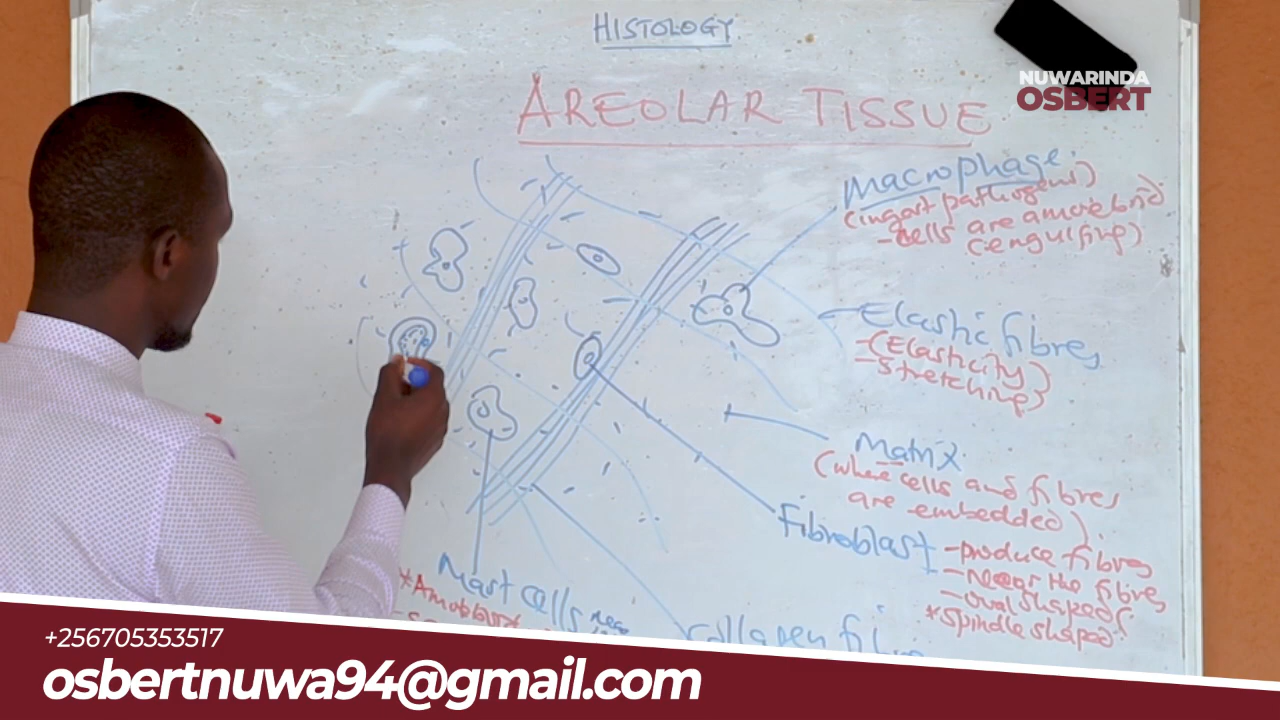 HISTOLOGY
AREOLAR TISSUE
NUWARINDA
OSBERT
Macrophage
(ingest pathogens)
-Cells are amoeboid
(engulfing)
Elastic fibres
-(Elasticity)
-Stretching}
Matrix
(where cells and fibres
are embedded)
Fibroblast
-produce fibres
-Near the fibres
-oval shaped
*Spindle shaped
Mast cells
Collagen
+256705353517
osbertnuwa94@gmail.com